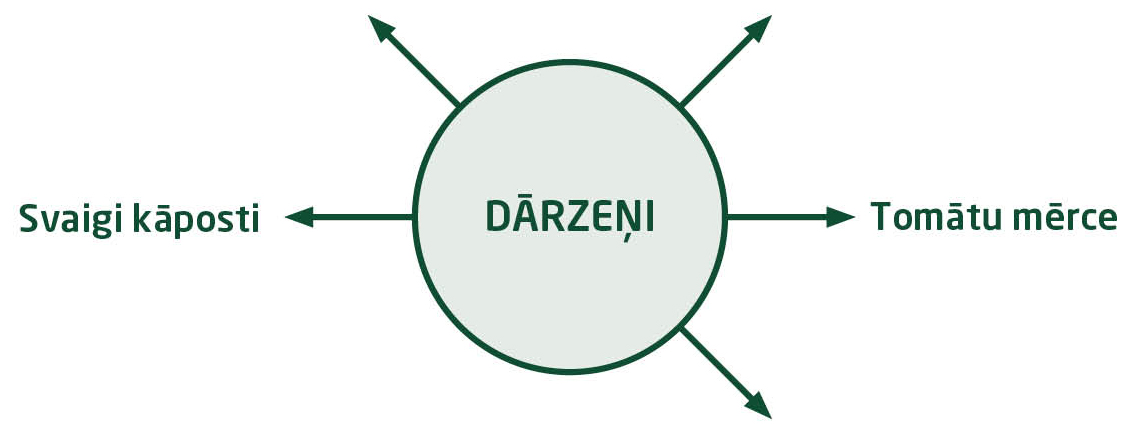 Svaigi kāposti
DĀRZEŅI
Tomātu mērce